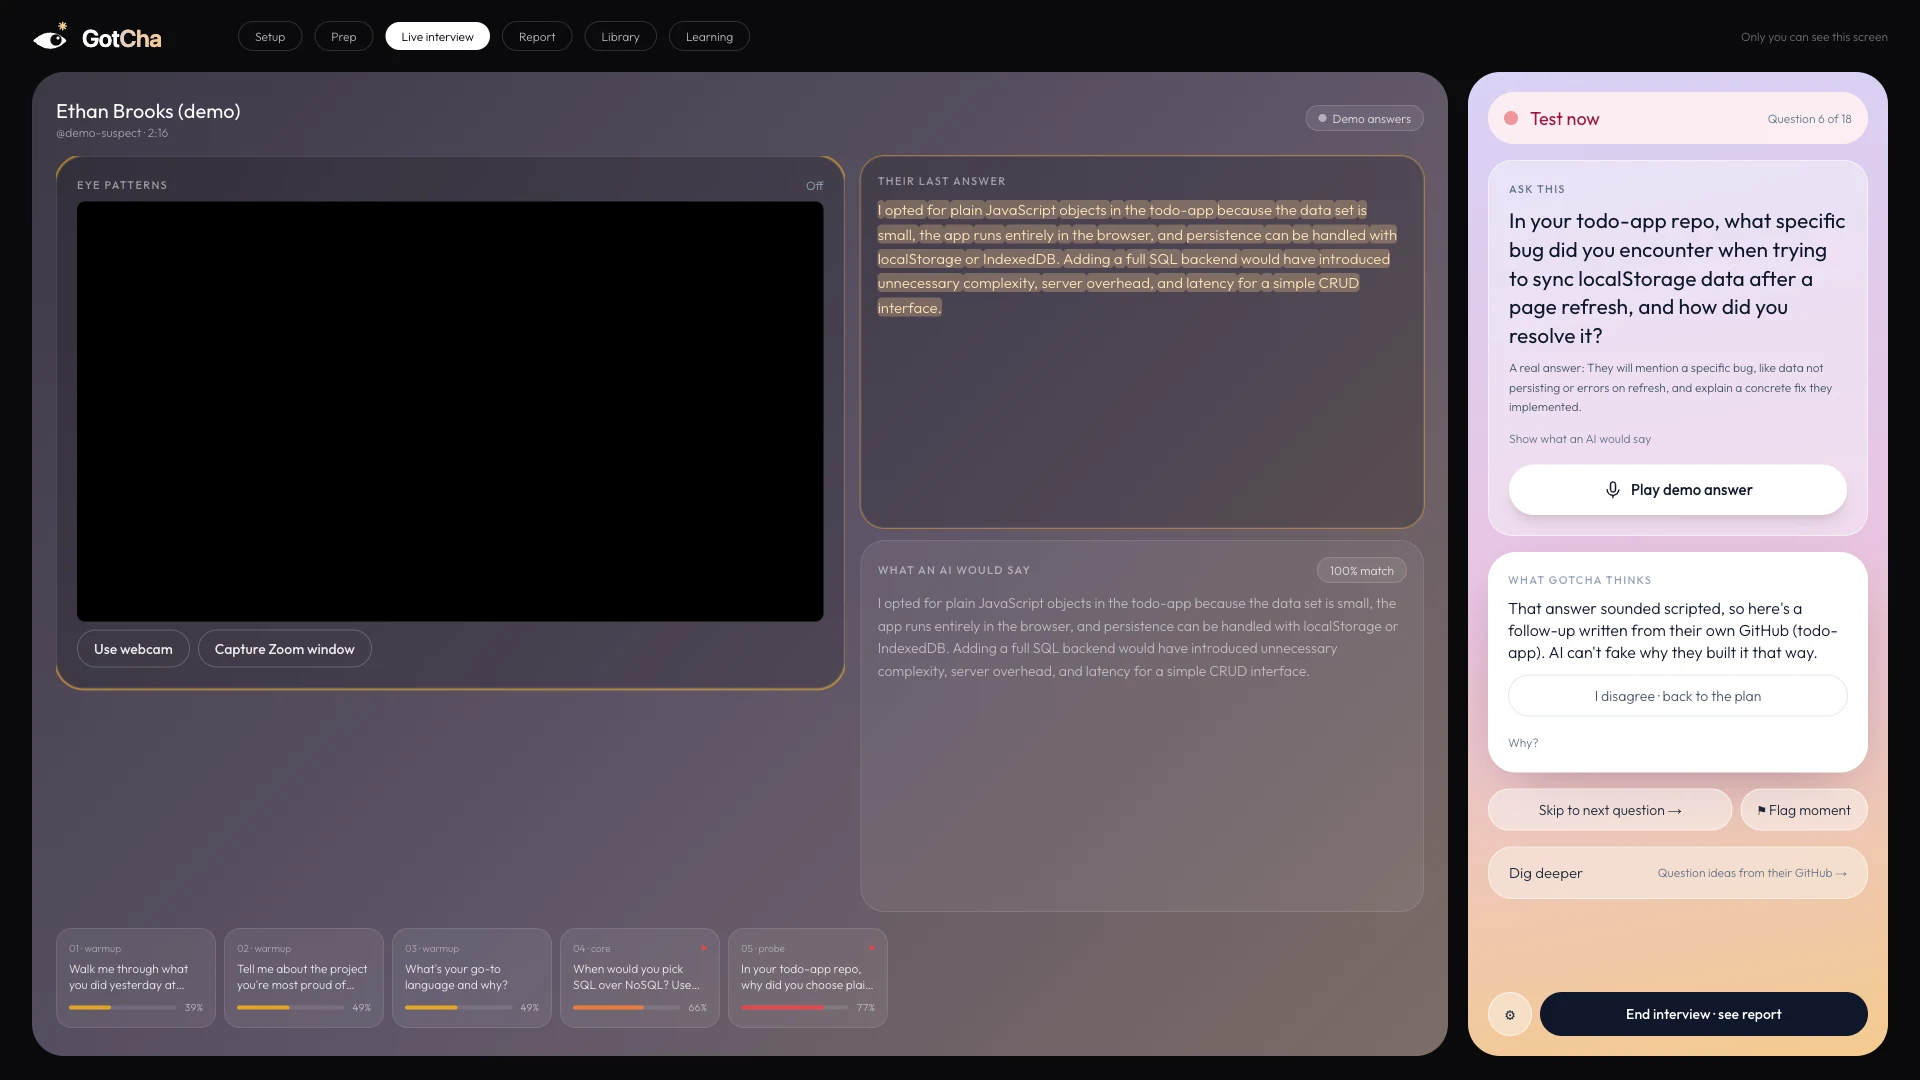 GotCha
Setup
Prep
Live interview
Report
Library
Learning
Only you can see this screen
Ethan Brooks (demo)
@demo-suspect · 2:16
Demo answers
EYE PATTERNS
Off
Use webcam
Capture Zoom window
THEIR LAST ANSWER
I opted for plain JavaScript objects in the todo-app because the data set is
small, the app runs entirely in the browser, and persistence can be handled with
localStorage or IndexedDB. Adding a full SQL backend would have introduced
unnecessary complexity, server overhead, and latency for a simple CRUD
interface.
WHAT AN AI WOULD SAY
100% match
I opted for plain JavaScript objects in the todo-app because the data set is small, the
app runs entirely in the browser, and persistence can be handled with localStorage or
IndexedDB. Adding a full SQL backend would have introduced unnecessary
complexity, server overhead, and latency for a simple CRUD interface.
01 · warmup
Walk me through what
you did yesterday at...
39%
02 · warmup
Tell me about the project
you're most proud of...
49%
03 · warmup
What's your go-to
language and why?
49%
04 · core
When would you pick
SQL over NoSQL? Use...
66%
05 · probe
In your todo-app repo,
why did you choose plai...
77%
Test now
Question 6 of 18
ASK THIS
In your todo-app repo, what specific
bug did you encounter when trying
to sync localStorage data after a
page refresh, and how did you
resolve it?
A real answer: They will mention a specific bug, like data not
persisting or errors on refresh, and explain a concrete fix they
implemented.
Show what an AI would say
Play demo answer
WHAT GOTCHA THINKS
That answer sounded scripted, so here's a
follow-up written from their own GitHub (todo-
app). AI can't fake why they built it that way.
I disagree · back to the plan
Why?
Skip to next question →
⚑ Flag moment
Dig deeper
Question ideas from their GitHub →
End interview · see report